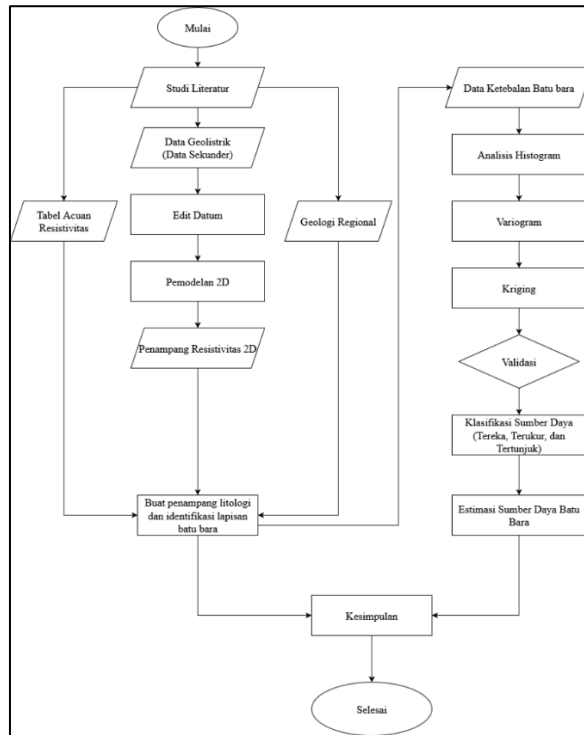 Mulai
Studi Literatur
Data Geolistrik
(Data Sekunder)
Tabel Acuan
Resistivitas
Edit Datum
Geologi Regional
Pemodelan 2D
Penampang Resistivitas 2D
Buat penampang litologi
dan identifikasi lapisan
batu bara
Data Ketebalan Batu bara
Analisis Histogram
Variogram
Kriging
Validasi
Klasifikasi Sumber Daya
(Tereka, Terukur, dan
Tertunjuk)
Estimasi Sumber Daya Batu
Bara
Kesimpulan
Selesai